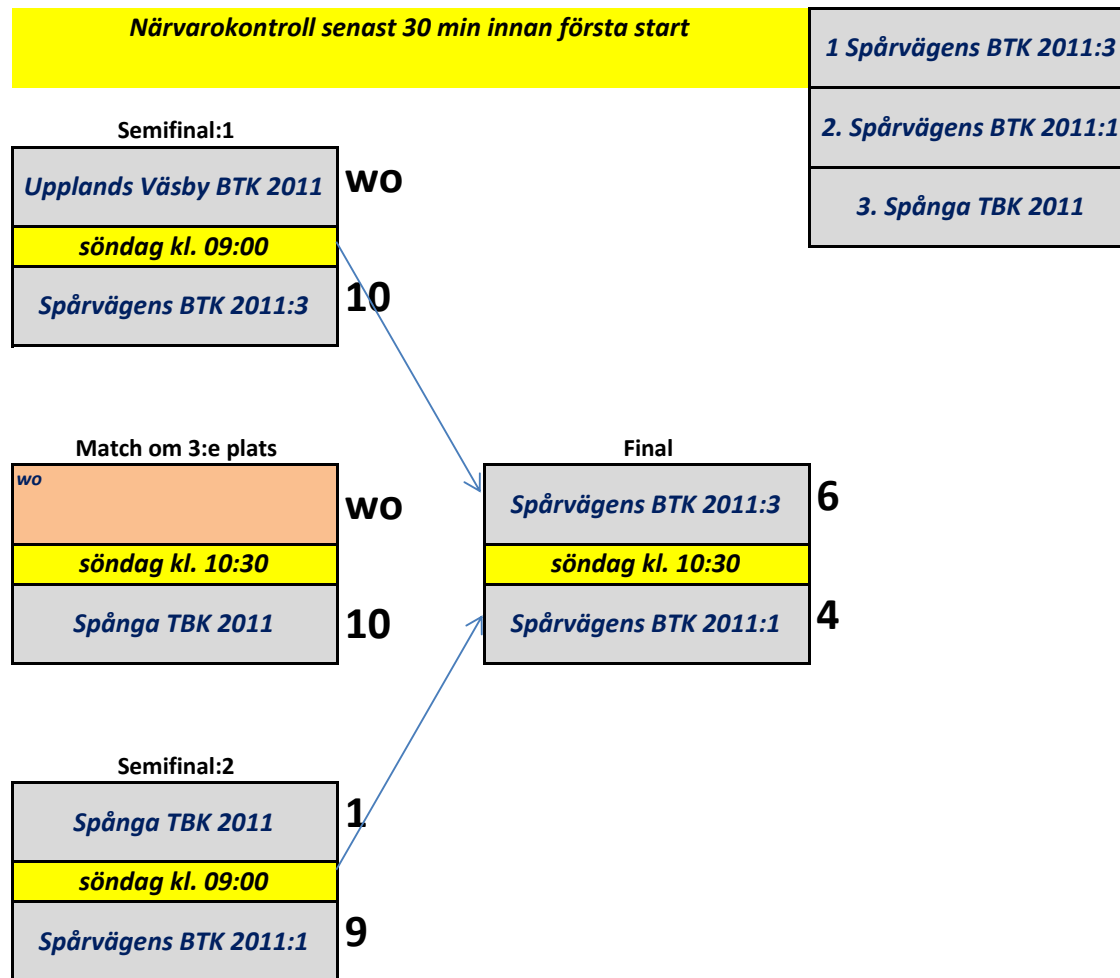 Närvarokontroll senast 30 min innan första start
1 Spårvägens BTK 2011:3
2. Spårvägens BTK 2011:1
3. Spånga TBK 2011
Semifinal:1
Upplands Väsby BTK 2011
wo
söndag kl. 09:00
Spårvägens BTK 2011:3
10
Match om 3:e plats
wo
wo
söndag kl. 10:30
Spånga TBK 2011
10
Final
Spårvägens BTK 2011:3
6
söndag kl. 10:30
Spårvägens BTK 2011:1
4
Semifinal:2
Spånga TBK 2011
1
söndag kl. 09:00
Spårvägens BTK 2011:1
9